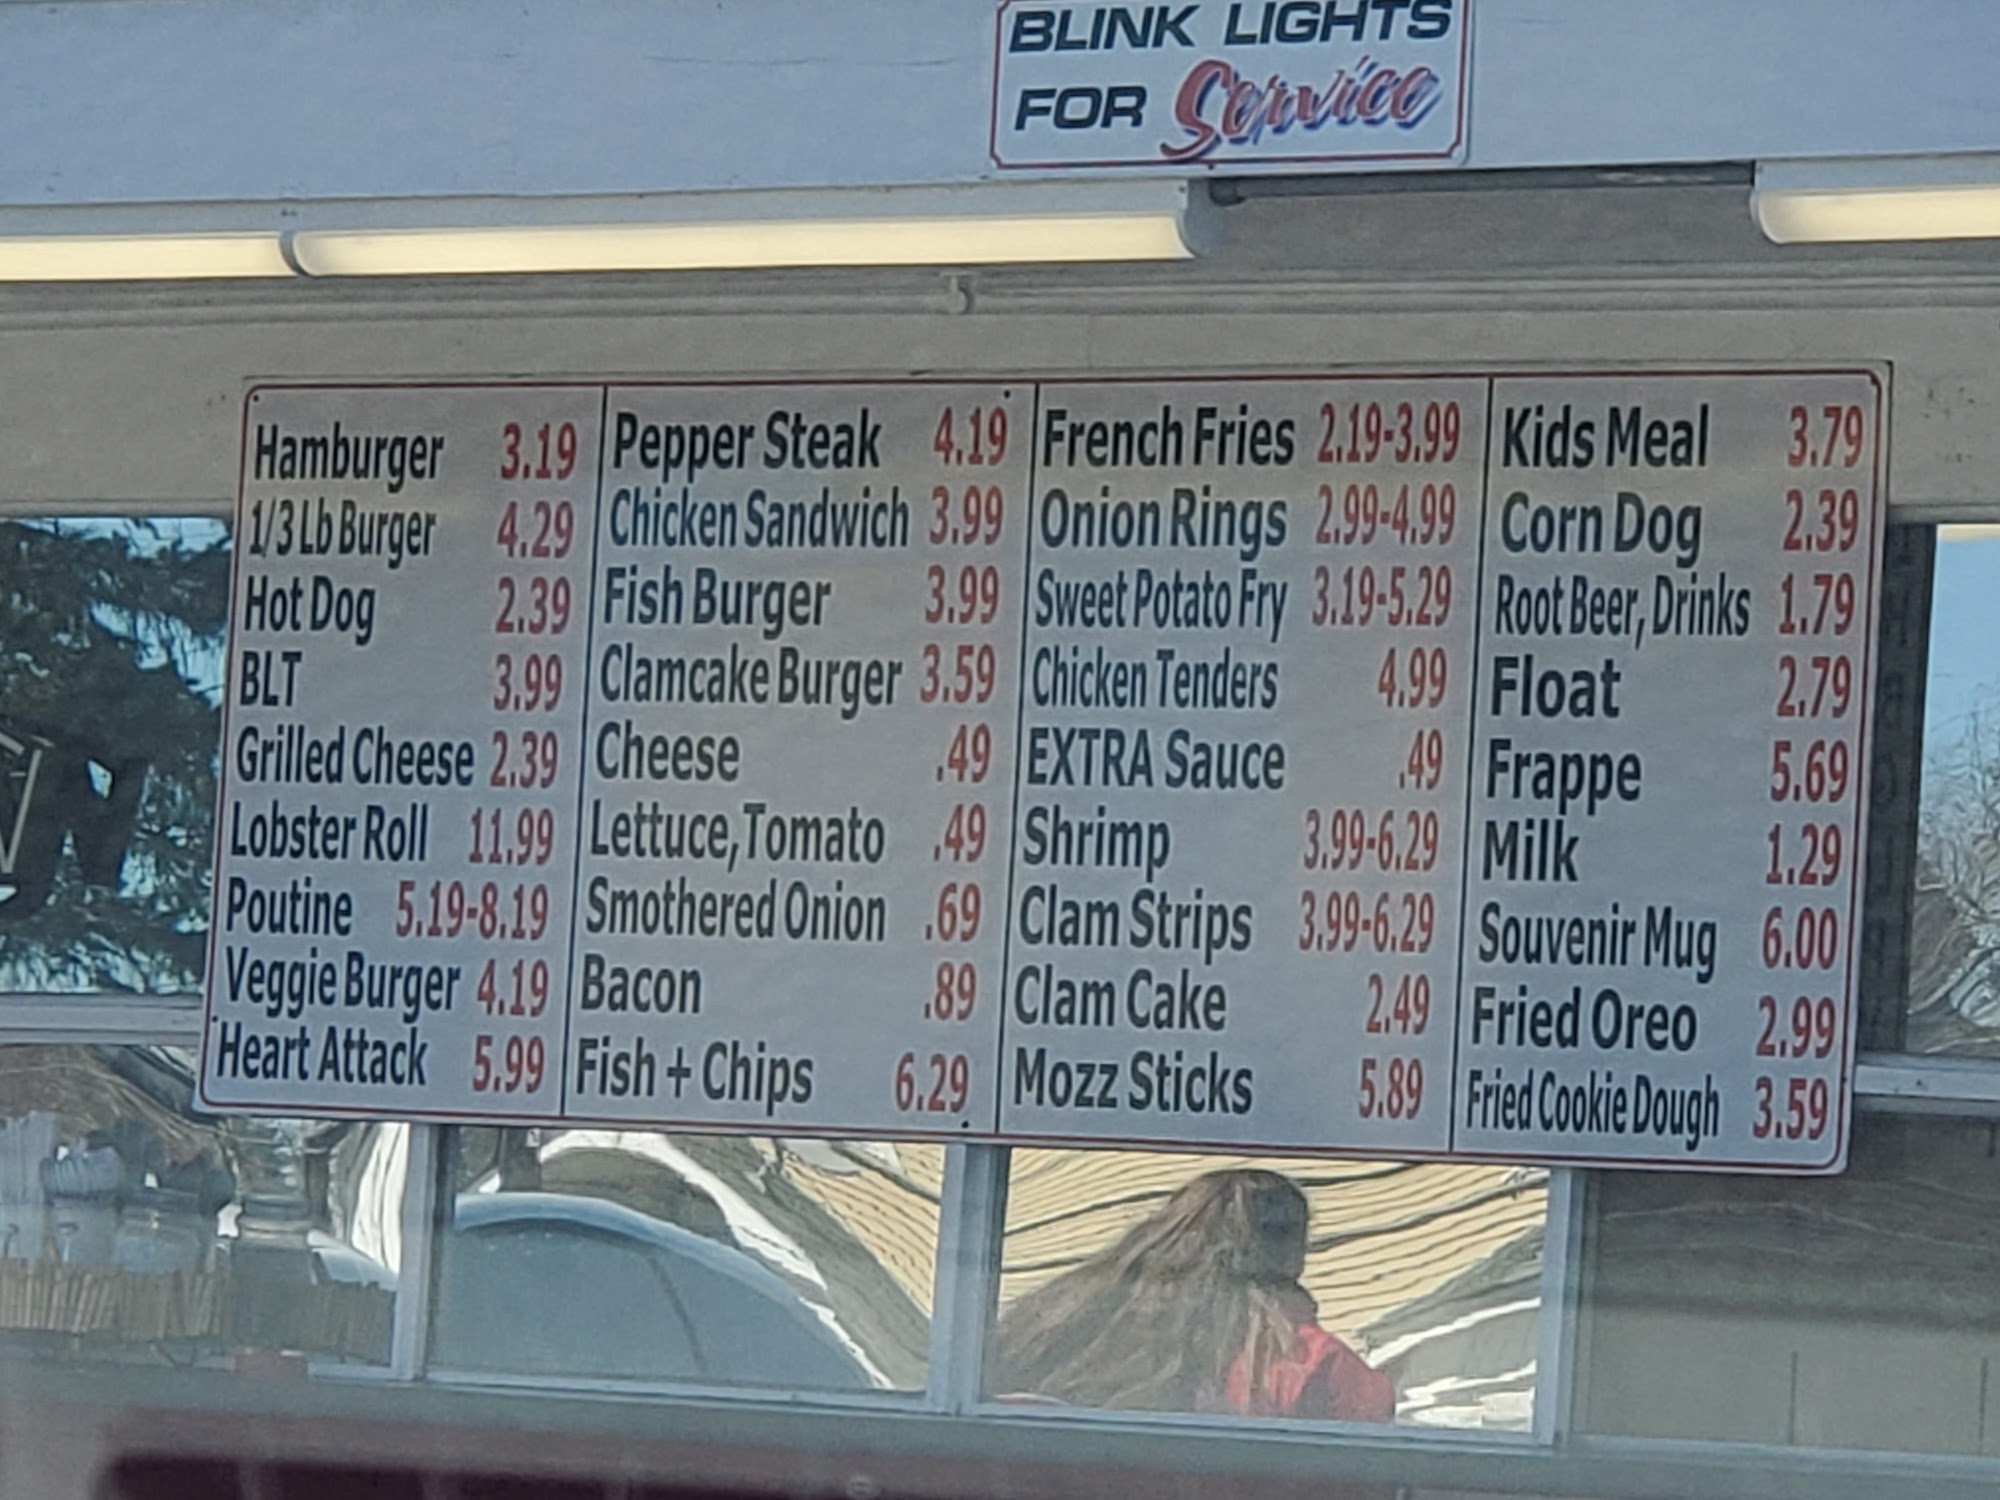 BLINK LIGHTS
FOR Service
Hamburger 3.19
1/3 Lb Burger 4.29
Hot Dog 2.39
BLT 3.99
Grilled Cheese 2.39
Lobster Roll 11.99
Poutine 5.19-8.19
Veggie Burger 4.19
Heart Attack 5.99
Pepper Steak 4.19
Chicken Sandwich 3.99
Fish Burger 3.99
Clamcake Burger 3.59
Cheese .49
Lettuce, Tomato .49
Smothered Onion .69
Bacon .89
Fish + Chips 6.29
French Fries 2.19-3.99
Onion Rings 2.99-4.99
Sweet Potato Fry 3.19-5.29
Chicken Tenders 4.99
EXTRA Sauce .49
Shrimp 3.99-6.29
Clam Strips 3.99-6.29
Clam Cake 2.49
Mozz Sticks 5.89
Kids Meal 3.79
Corn Dog 2.39
Root Beer, Drinks 1.79
Float 2.79
Frappe 5.69
Milk 1.29
Souvenir Mug 6.00
Fried Oreo 2.99
Fried Cookie Dough 3.59